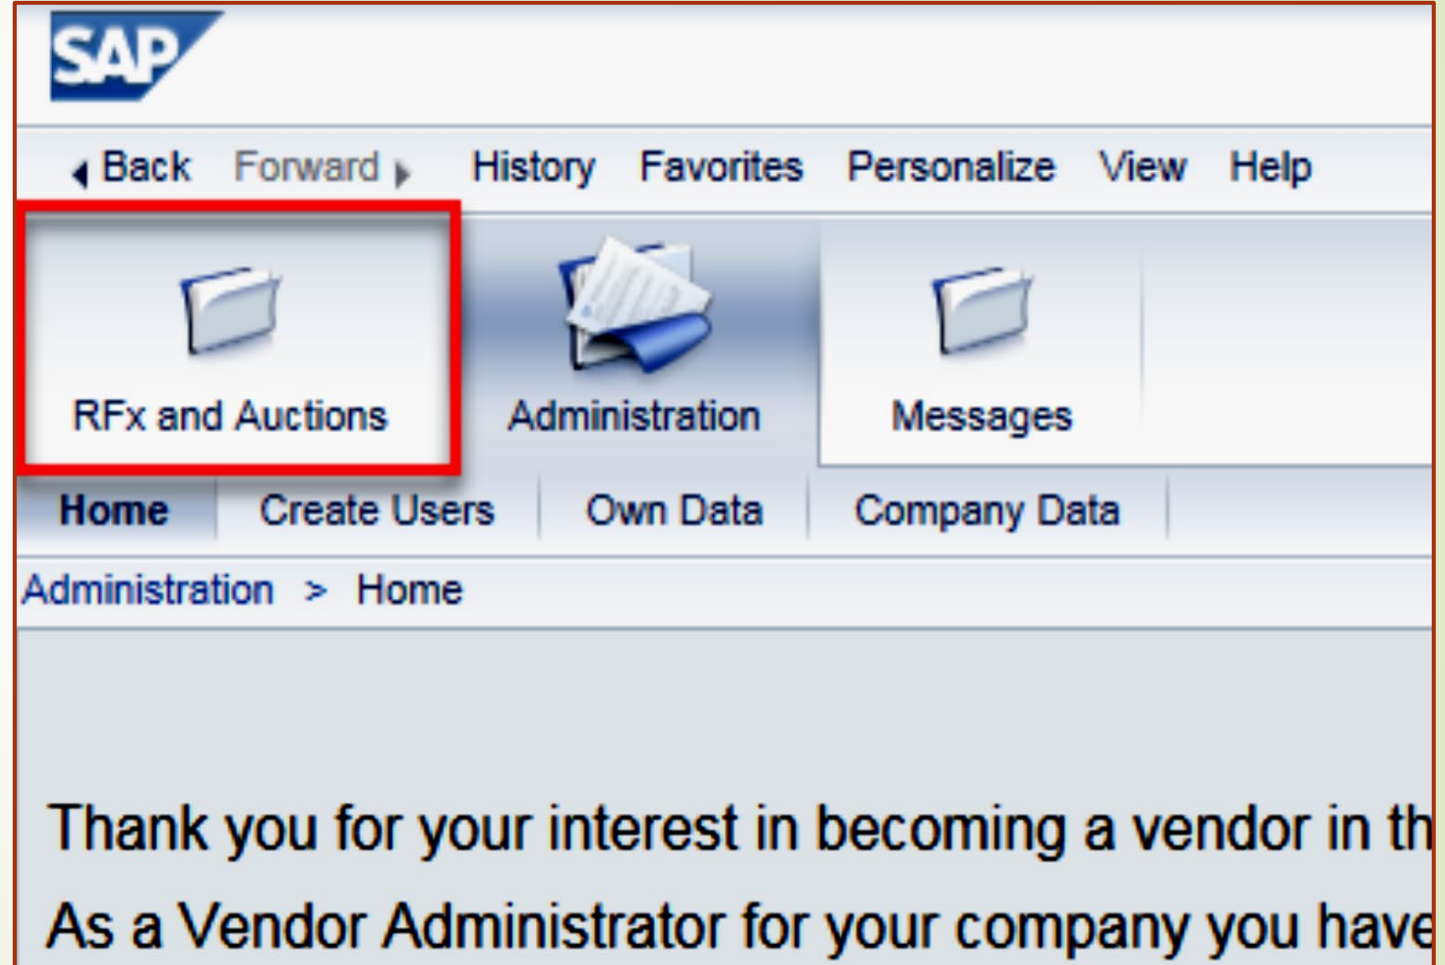 SAP
Back Forward History Favorites Personalize View Help
RFx and Auctions Administration Messages
Home Create Users Own Data Company Data
Administration > Home
Thank you for your interest in becoming a vendor in th
As a Vendor Administrator for your company you have